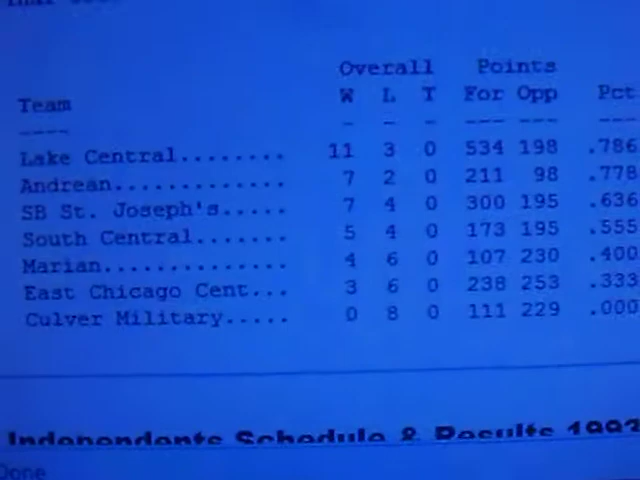 Overall Points
Team W L T For Opp Pct
---- - - - --- --- ---
Lake Central........ 11 3 0 534 198 .786
Andrean............. 7 2 0 211 98 .778
SB St. Joseph's..... 7 4 0 300 195 .636
South Central....... 5 4 0 173 195 .555
Marian.............. 4 6 0 107 230 .400
East Chicago Cent... 3 6 0 238 253 .333
Culver Military..... 0 8 0 111 229 .000
Independents Schedule & Results
Done